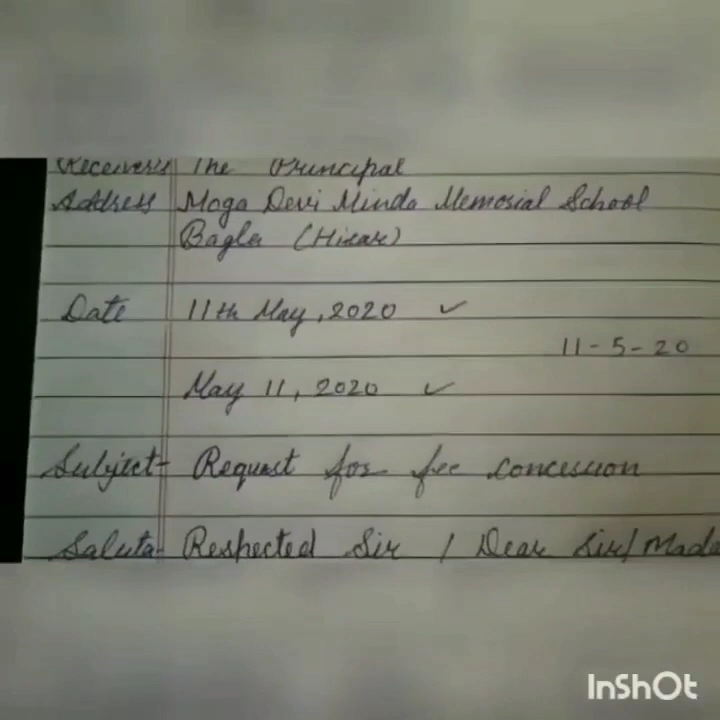 Receiver's The Principal
Address Moga Devi Minda Memorial School
Bagla (Hisar)
Date 11th May, 2020 ✓
11-5-20
May 11, 2020 ✓
Subject- Request for fee concession
Saluta- Respected Sir / Dear Sir/Mada
InShOt